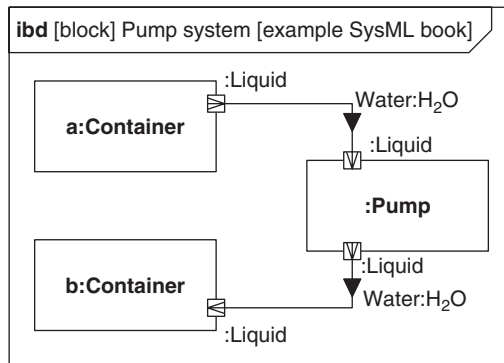 ibd [block] Pump system [example SysML book]
:Liquid
a:Container
Water:H₂O
:Liquid
:Pump
:Liquid
b:Container
Water:H₂O
:Liquid